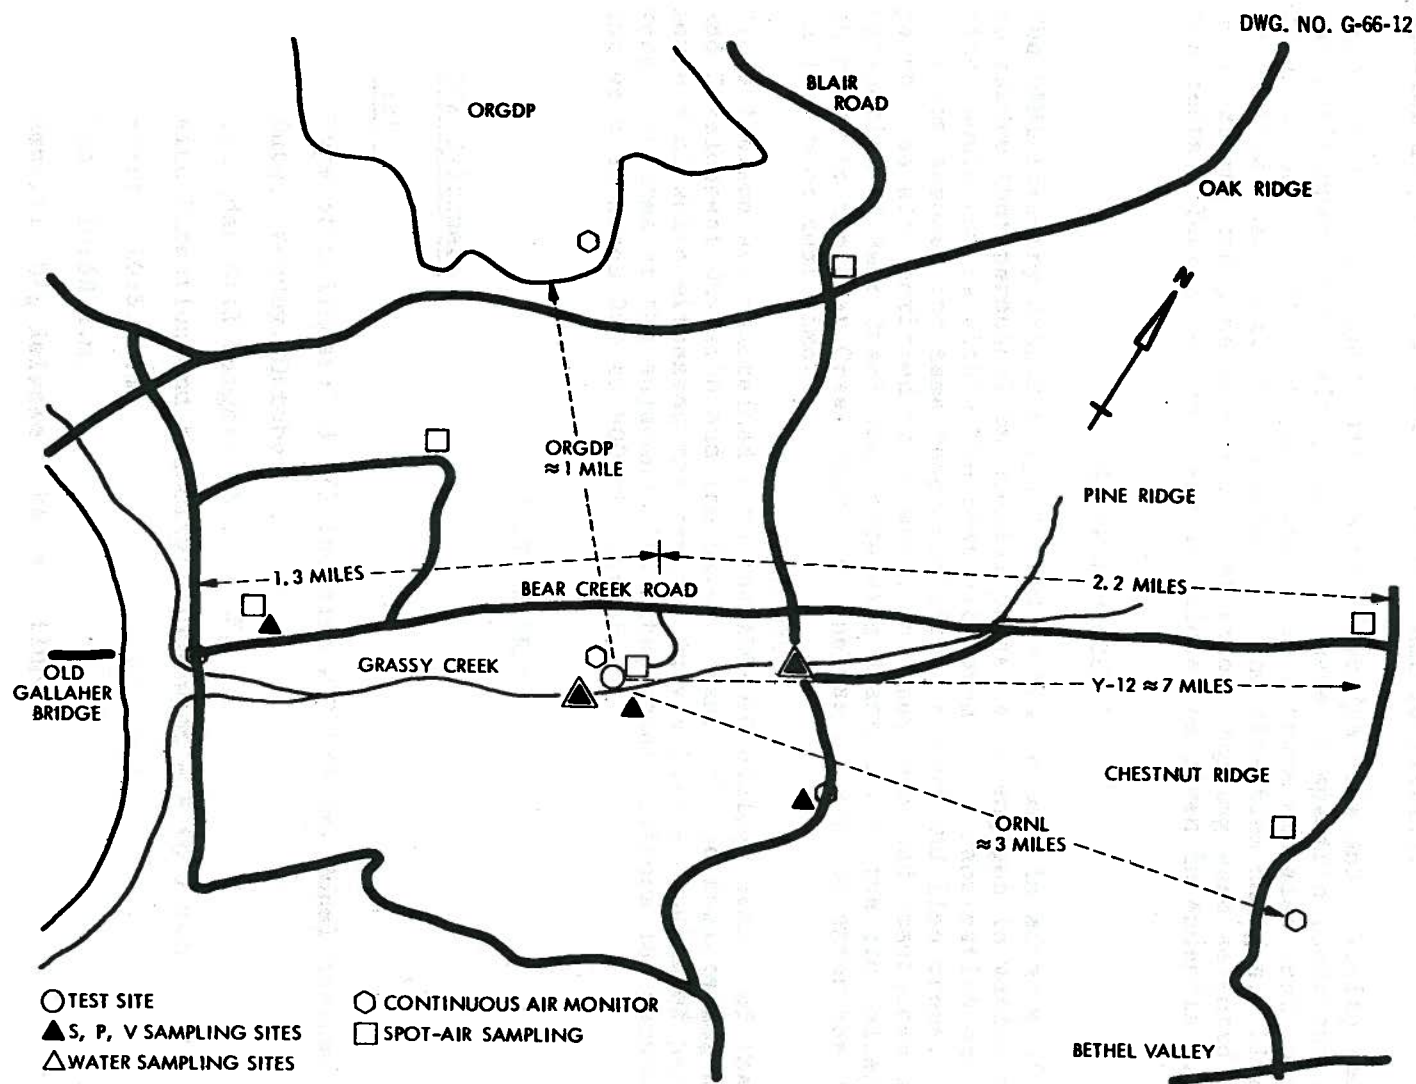 DWG. NO. G-66-12
BLAIR
ROAD
ORGDP
OAK RIDGE
N
ORGDP
≈ 1 MILE
PINE RIDGE
1.3 MILES
2.2 MILES
BEAR CREEK ROAD
GRASSY CREEK
OLD
GALLAHER
BRIDGE
Y-12 ≈ 7 MILES
CHESTNUT RIDGE
ORNL
≈ 3 MILES
TEST SITE
S, P, V SAMPLING SITES
WATER SAMPLING SITES
CONTINUOUS AIR MONITOR
SPOT-AIR SAMPLING
BETHEL VALLEY